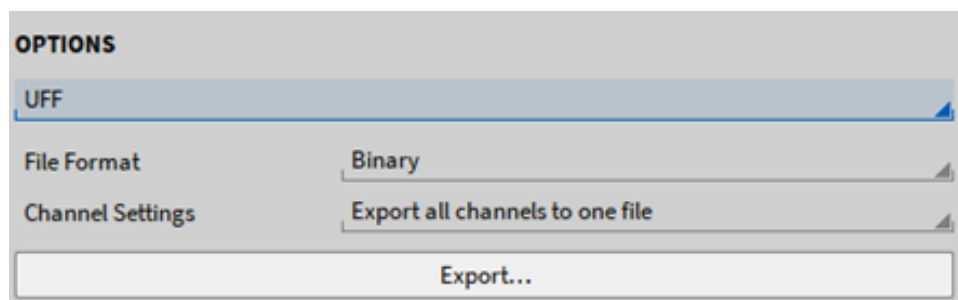 OPTIONS
UFF
File Format Binary
Channel Settings Export all channels to one file
Export...